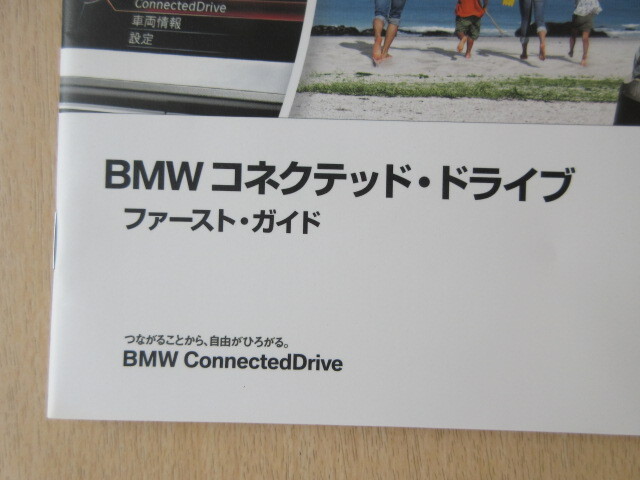 ConnectedDrive
車両情報
設定
BMW コネクテッド・ドライブ
ファースト・ガイド
つながることから、自由がひろがる。
BMW ConnectedDrive